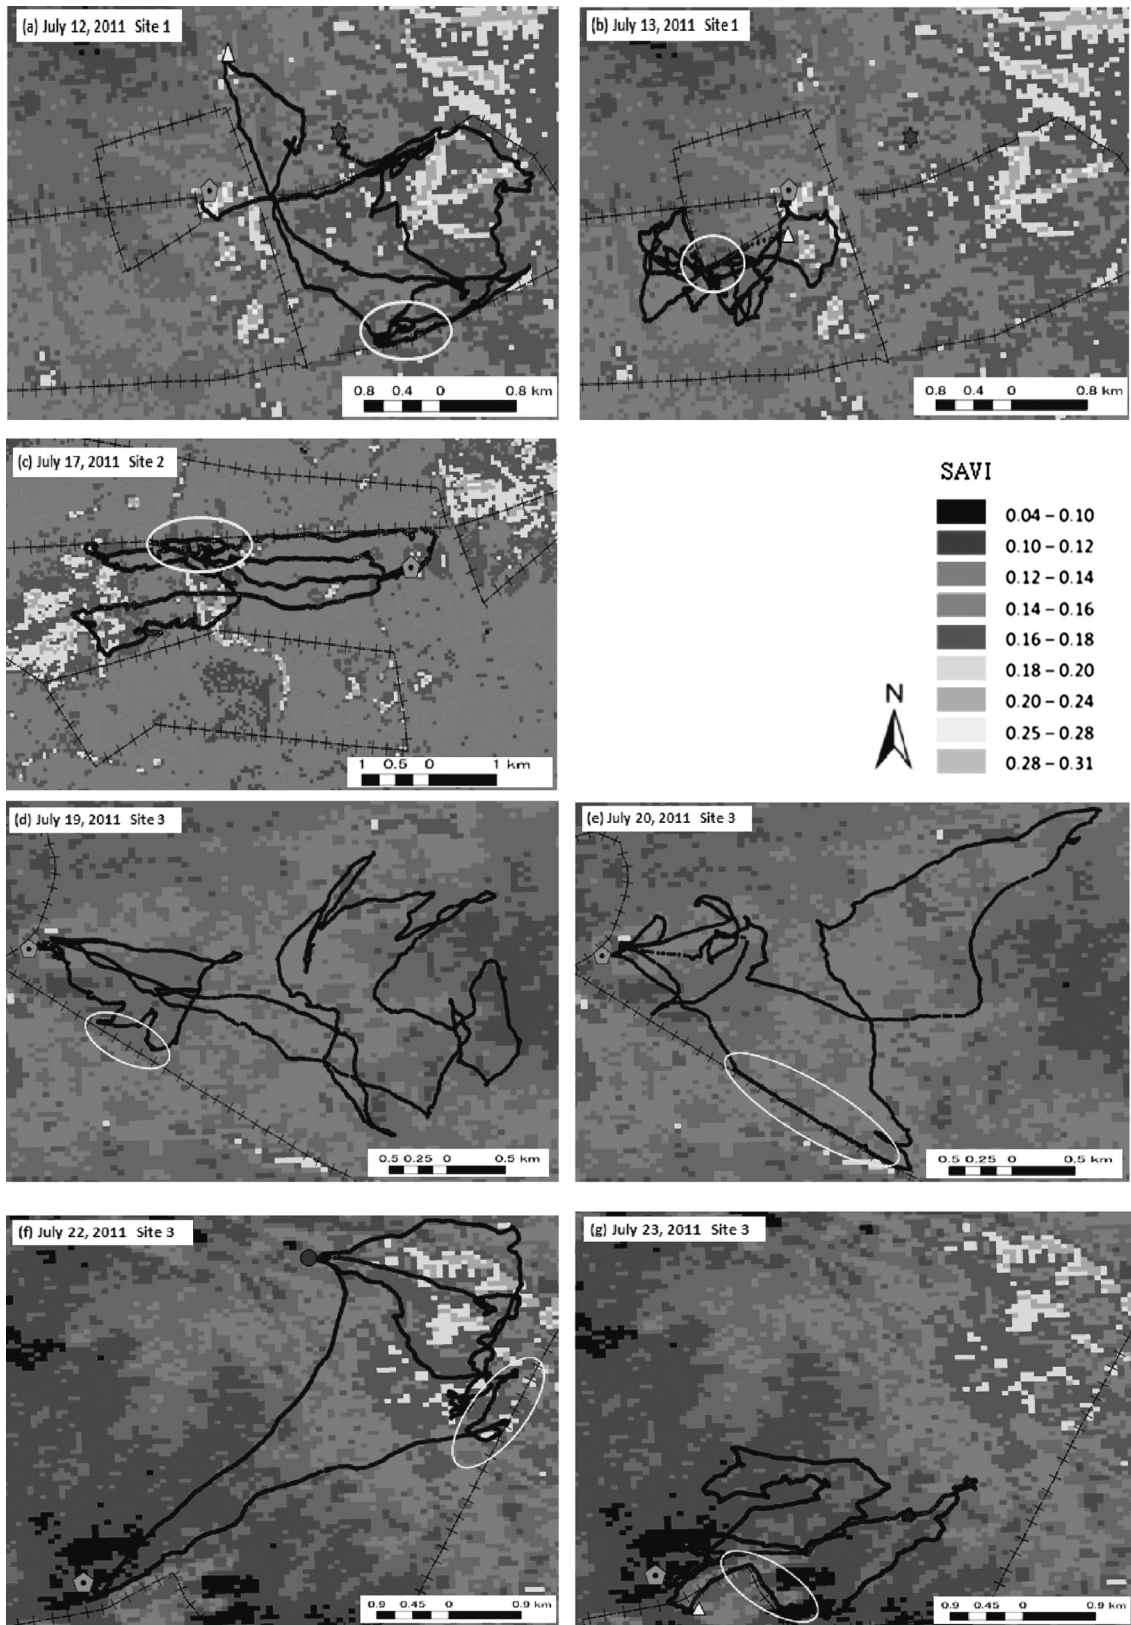 (a) July 12, 2011 Site 1
0.8 0.4 0 0.8 km
(b) July 13, 2011 Site 1
0.8 0.4 0 0.8 km
(c) July 17, 2011 Site 2
1 0.5 0 1 km
SAVI
0.04 – 0.10
0.10 – 0.12
0.12 – 0.14
0.14 – 0.16
0.16 – 0.18
0.18 – 0.20
0.20 – 0.24
0.25 – 0.28
0.28 – 0.31
N
(d) July 19, 2011 Site 3
0.5 0.25 0 0.5 km
(e) July 20, 2011 Site 3
0.5 0.25 0 0.5 km
(f) July 22, 2011 Site 3
0.9 0.45 0 0.9 km
(g) July 23, 2011 Site 3
0.9 0.45 0 0.9 km